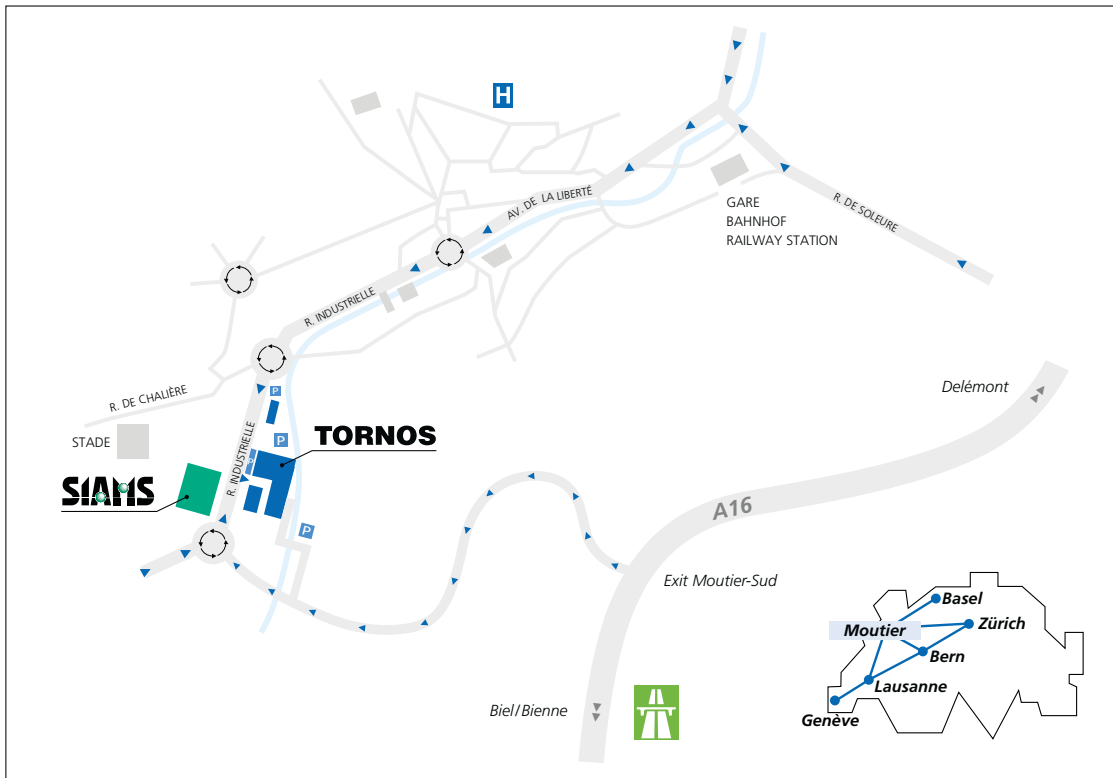 H
AV. DE LA LIBERTÉ
GARE
BAHNHOF
RAILWAY STATION
R. DE SOLEURE
R. INDUSTRIELLE
R. DE CHALIÈRE
P
STADE
P
TORNOS
R. INDUSTRIELLE
P
SIAMS
P
Delémont
A16
Exit Moutier-Sud
Biel/Bienne
Basel
Moutier
Zürich
Bern
Lausanne
Genève